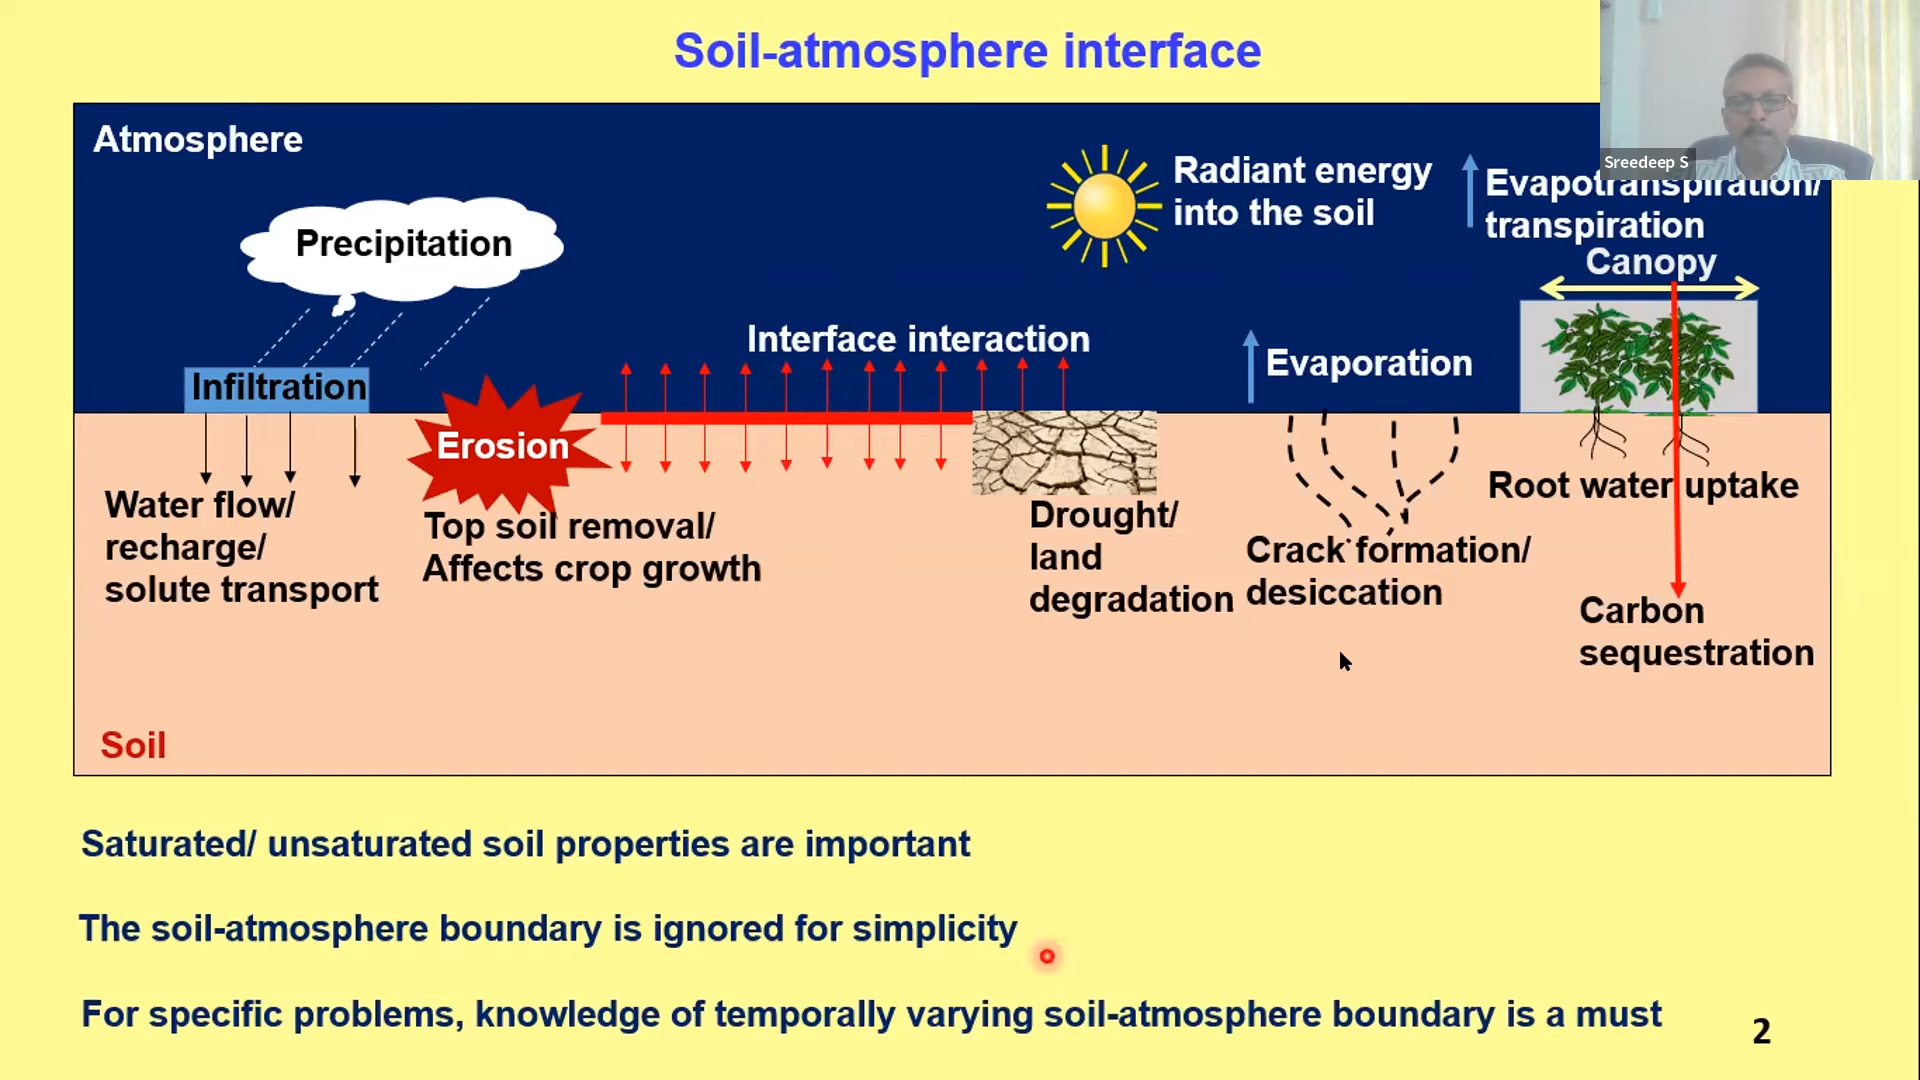 Soil-atmosphere interface
Sreedeep S
Atmosphere
Precipitation
Radiant energy
into the soil
Evapotranspiration/
transpiration
Canopy
Interface interaction
Evaporation
Infiltration
Erosion
Water flow/
recharge/
solute transport
Top soil removal/
Affects crop growth
Drought/
land
degradation
Crack formation/
desiccation
Root water uptake
Carbon
sequestration
Soil
Saturated/ unsaturated soil properties are important
The soil-atmosphere boundary is ignored for simplicity
For specific problems, knowledge of temporally varying soil-atmosphere boundary is a must
2